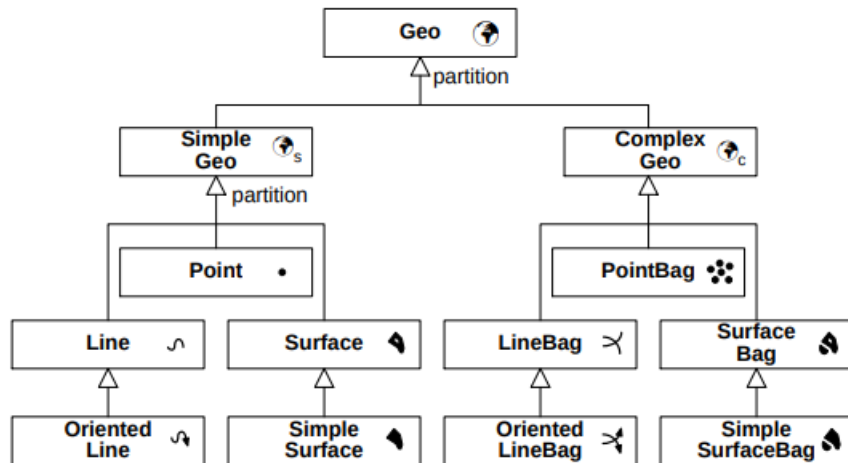 Geo
partition
Simple
Geo
s
Complex
Geo
c
partition
Point
PointBag
Line
Surface
LineBag
Surface
Bag
Oriented
Line
Simple
Surface
Oriented
LineBag
Simple
SurfaceBag